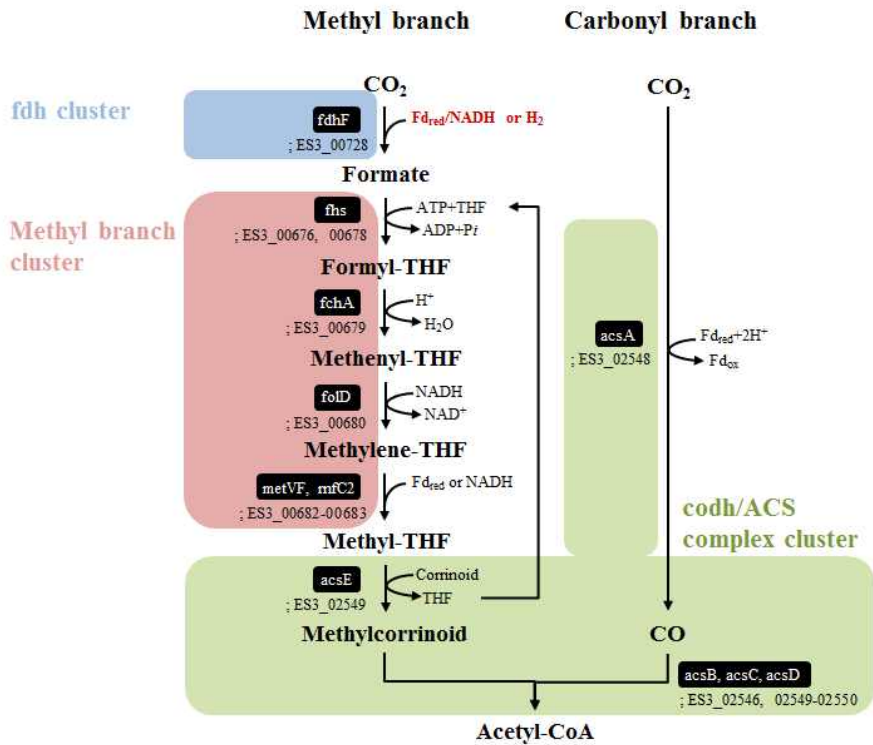 Methyl branch
Carbonyl branch
CO2
CO2
fdh cluster
fdhF
Fdred/NADH or H2
; ES3_00728
Formate
fhs
ATP+THF
; ES3_00676, 00678
ADP+Pi
Methyl branch
cluster
Formyl-THF
fchA
H+
; ES3_00679
H2O
acsA
Fdred+2H+
; ES3_02548
Fdox
Methenyl-THF
folD
NADH
; ES3_00680
NAD+
Methylene-THF
metVF, rnfC2
Fdred or NADH
; ES3_00682-00683
codh/ACS
complex cluster
Methyl-THF
acsE
Corrinoid
; ES3_02549
THF
Methylcorrinoid
CO
acsB, acsC, acsD
; ES3_02546, 02549-02550
Acetyl-CoA